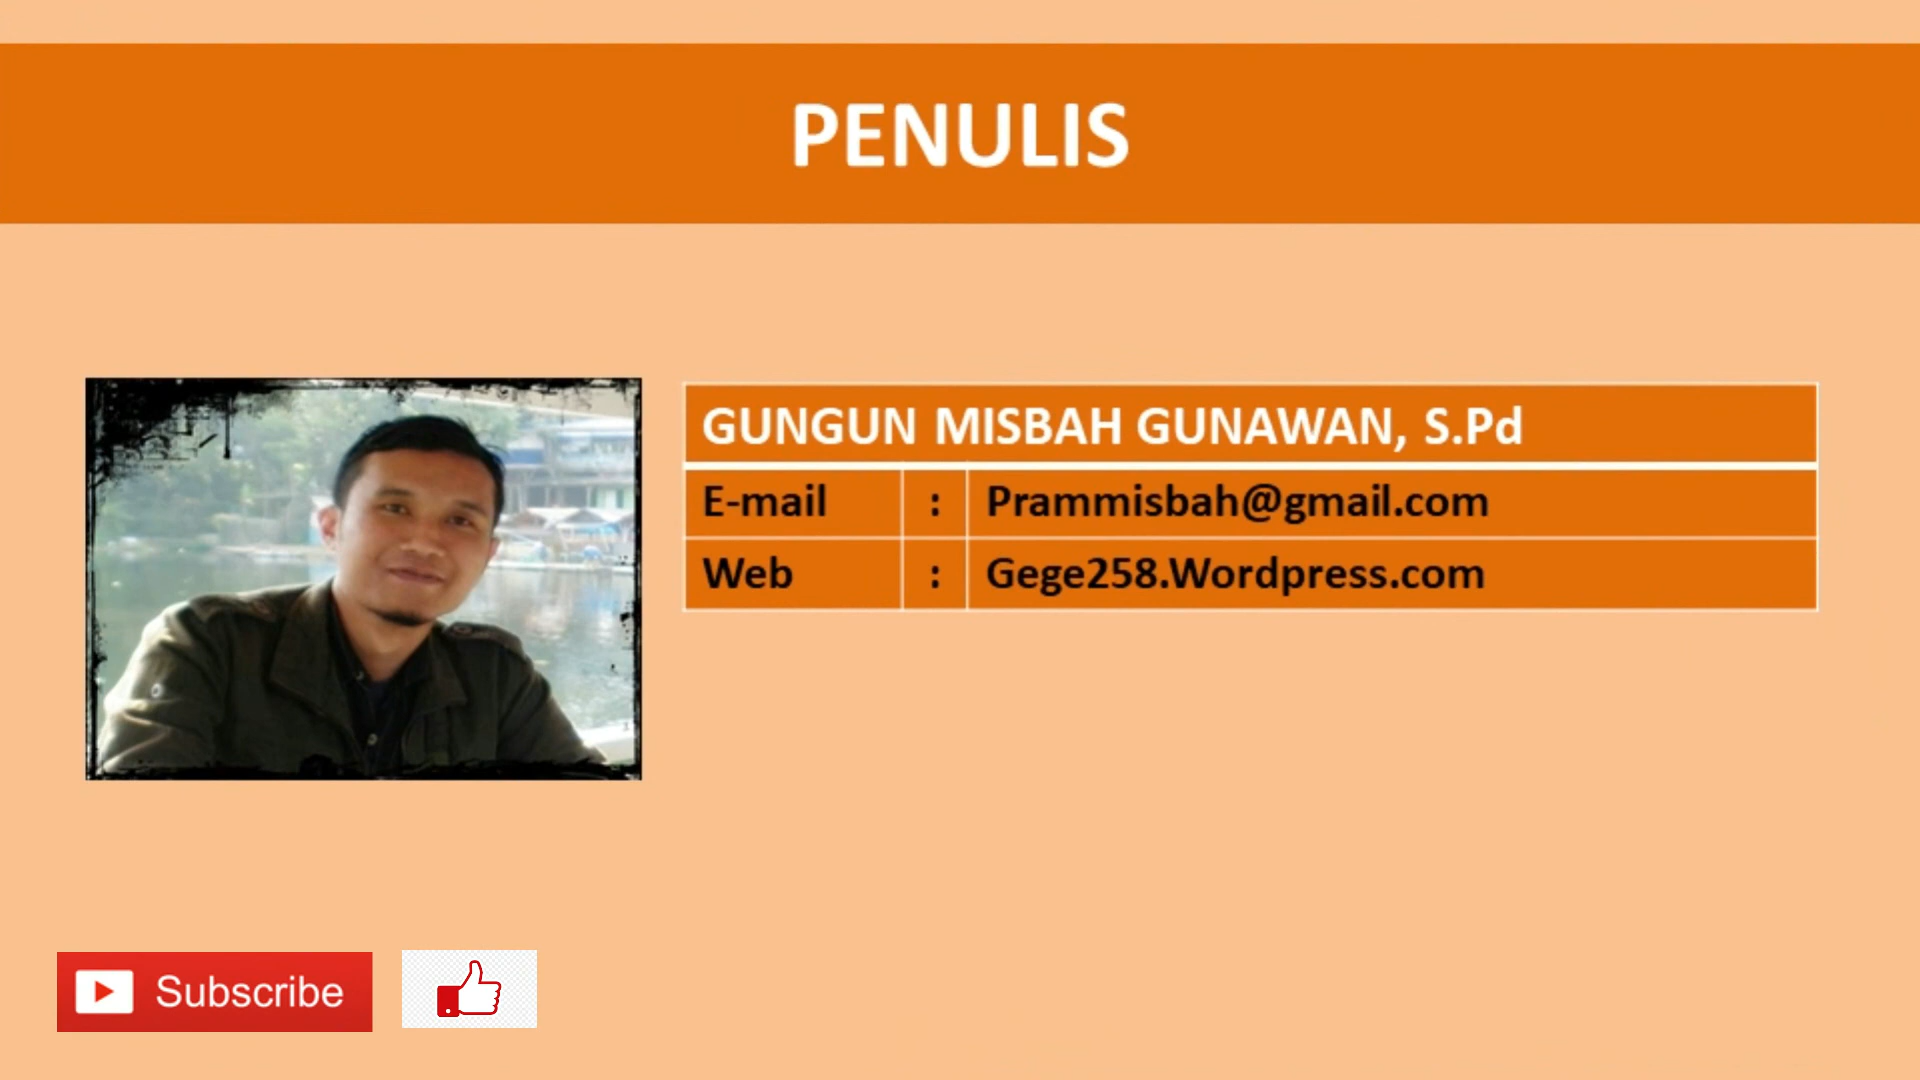 PENULIS
GUNGUN MISBAH GUNAWAN, S.Pd
E-mail : Prammisbah@gmail.com
Web : Gege258.Wordpress.com
Subscribe